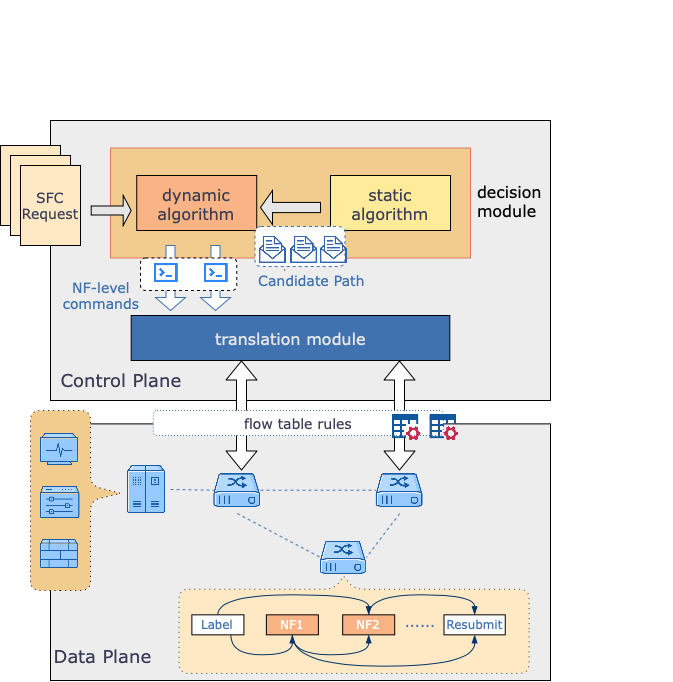 SFC
Request
dynamic
algorithm
static
algorithm
decision
module
NF-level
commands
Candidate Path
translation module
Control Plane
flow table rules
Label
NF1
NF2
Resubmit
Data Plane